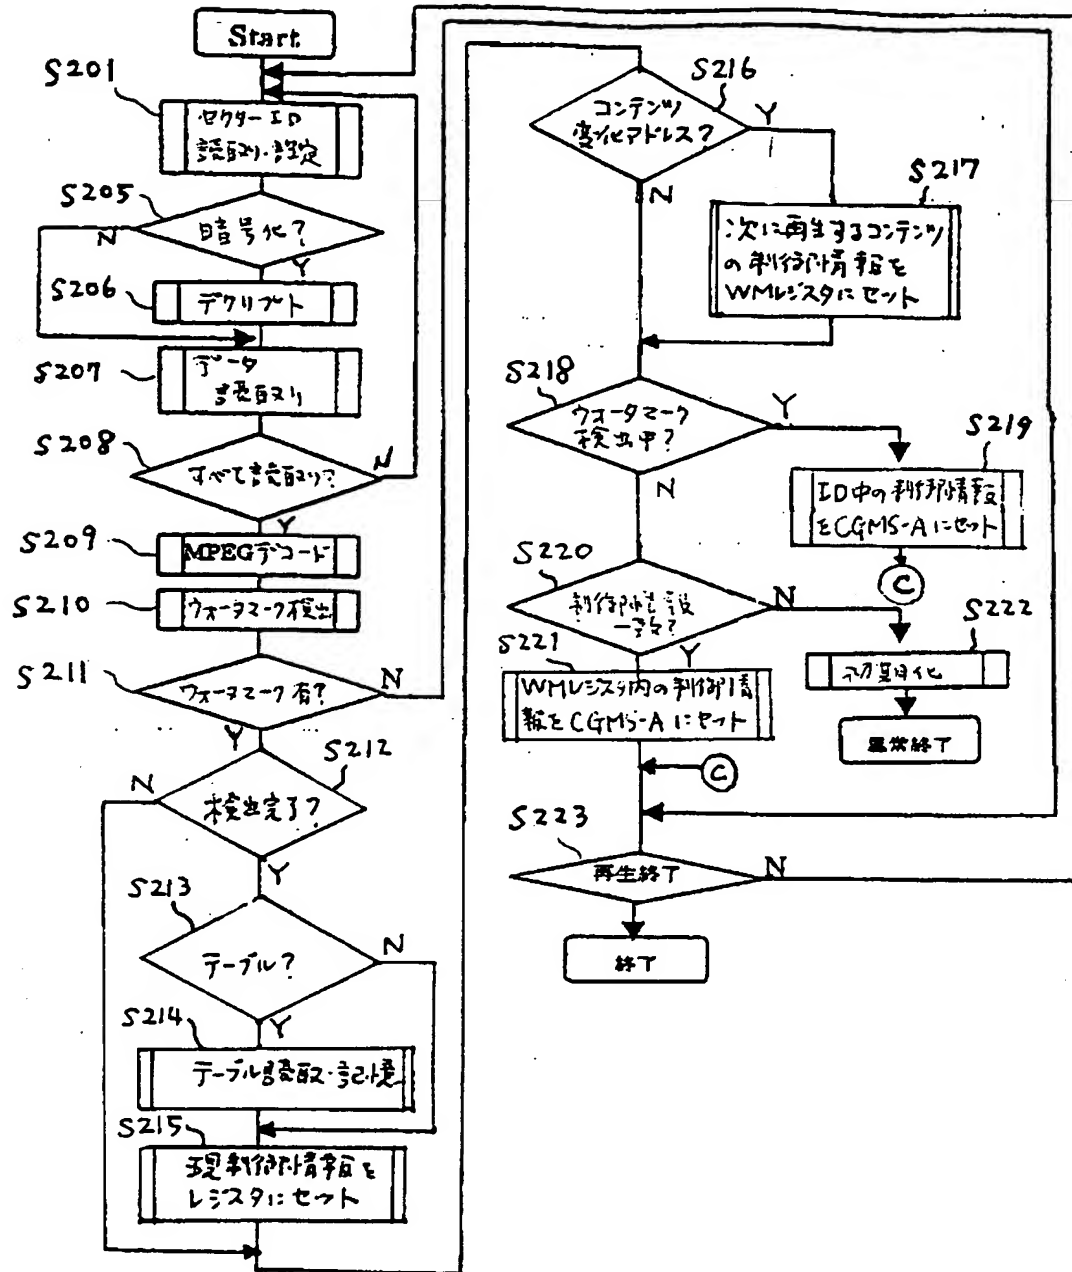 Start
S201
セクターID
読取り・設定
S205
暗号化?
N
Y
S206
デクリプト
S207
データ
読取り
S208
すべて読取り?
N
Y
S209
MPEGデコード
S210
ウォータマーク検出
S211
ウォータマーク有?
N
Y
S212
N
検出完了?
Y
S213
テーブル?
N
Y
S214
テーブル読取・記憶
S215
現制御情報を
レジスタにセット
S216
コンテンツ
変化アドレス?
Y
N
S217
次に再生するコンテンツ
の制御情報を
WMレジスタにセット
S218
ウォータマーク
検出中?
Y
N
S219
ID中の制御情報
をCGMS-Aにセット
C
S220
制御情報
一致?
N
Y
S221
WMレジスタ内の制御情
報をCGMS-Aにセット
S222
初期化
異常終了
C
S223
再生終了
N
終了